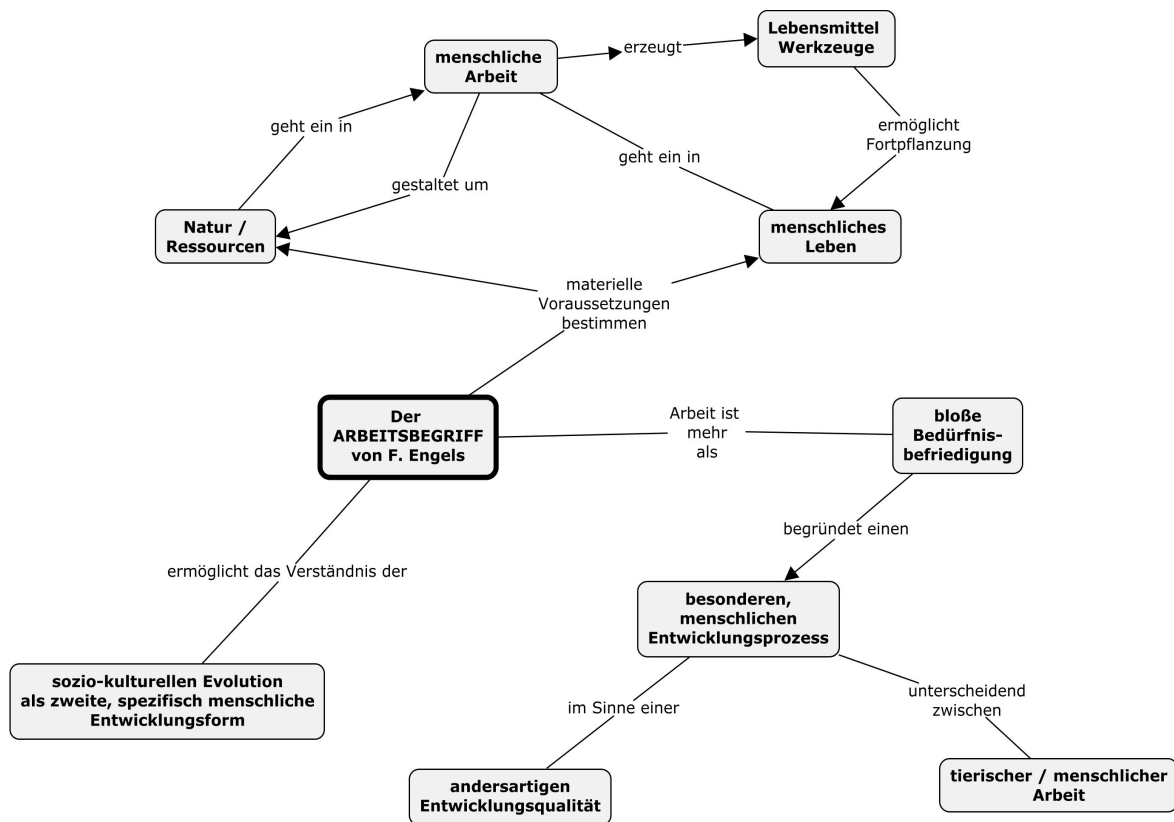 Lebensmittel
Werkzeuge
erzeugt
menschliche
Arbeit
geht ein in
ermöglicht
Fortpflanzung
geht ein in
gestaltet um
Natur /
Ressourcen
menschliches
Leben
materielle
Voraussetzungen
bestimmen
Der
ARBEITSBEGRIFF
von F. Engels
Arbeit ist
mehr
als
bloße
Bedürfnis-
befriedigung
begründet einen
ermöglicht das Verständnis der
besonderen,
menschlichen
Entwicklungsprozess
sozio-kulturellen Evolution
als zweite, spezifisch menschliche
Entwicklungsform
im Sinne einer
unterscheidend
zwischen
andersartigen
Entwicklungsqualität
tierischer / menschlicher
Arbeit